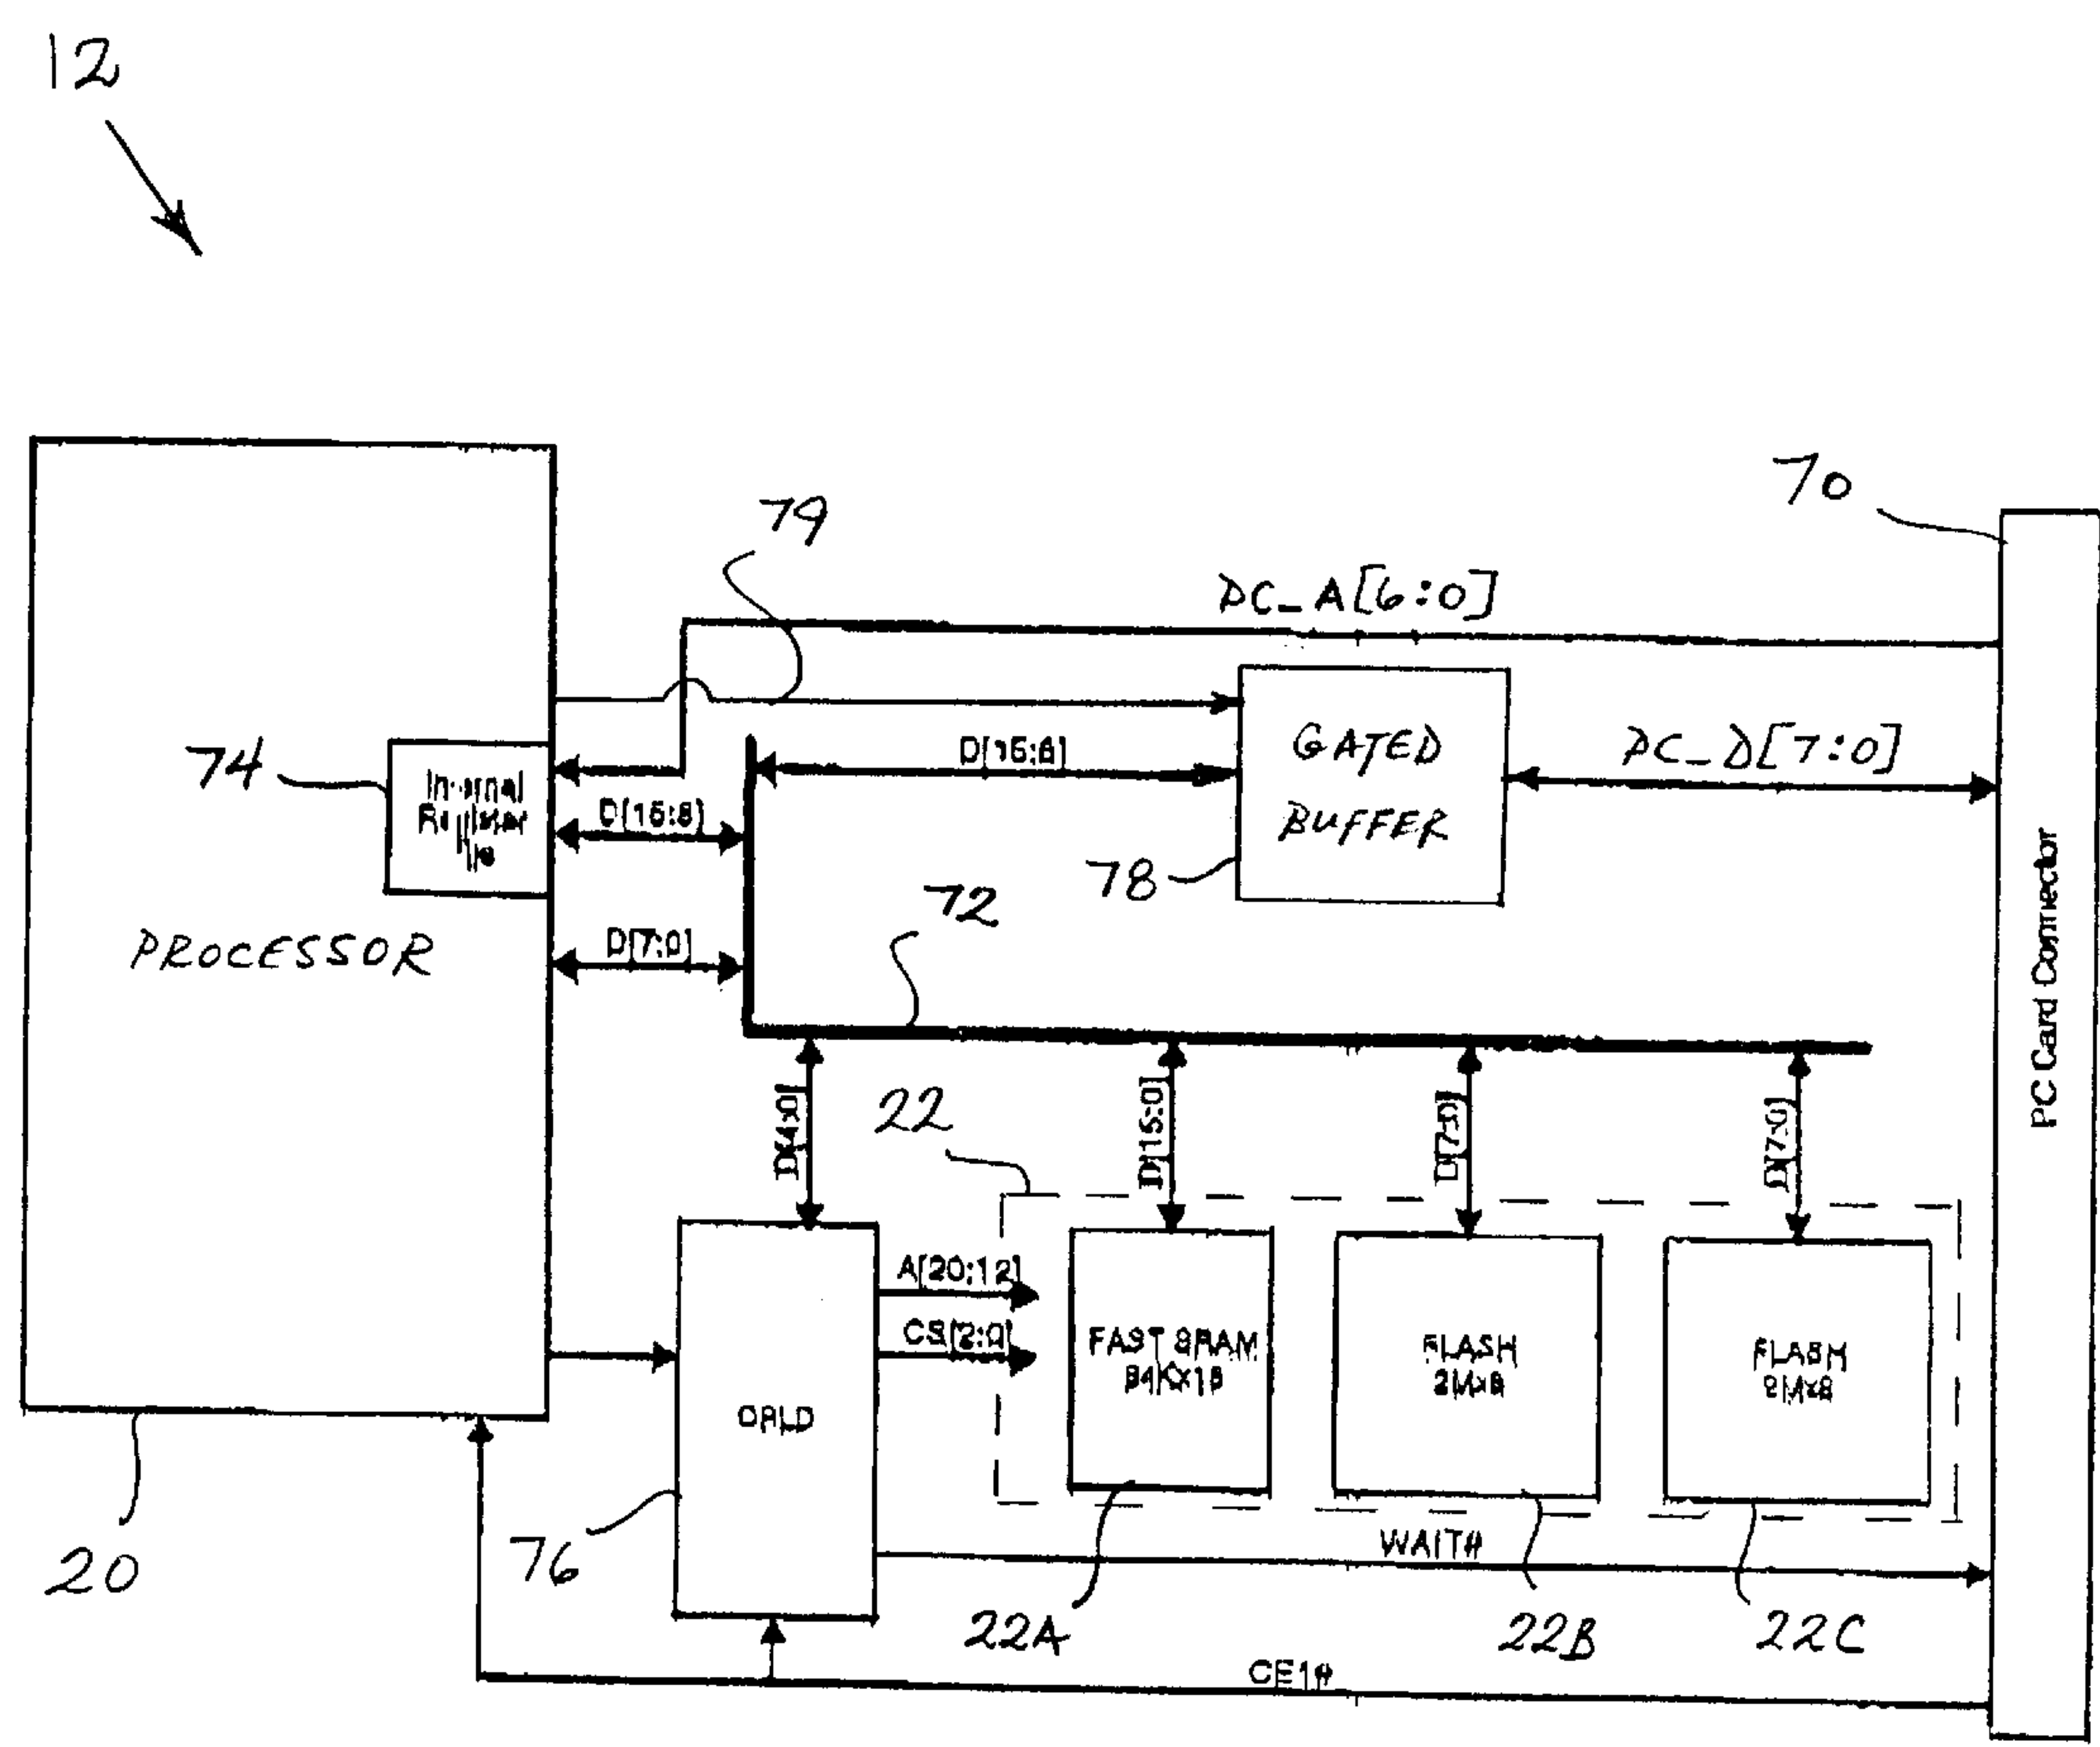 12
79
70
PC_A[6:0]
74
D[15:8]
GATED
BUFFER
PC_D[7:0]
D[15:8]
78
PROCESSOR
D[7:0]
72
PC Card Connector
D[4:0]
22
D[15:0]
D[7:0]
D[7:0]
A[20:12]
CS[2:0]
FAST SRAM
FLASH
FLASH
20
76
WAIT#
22A
22B
22C
CE1#